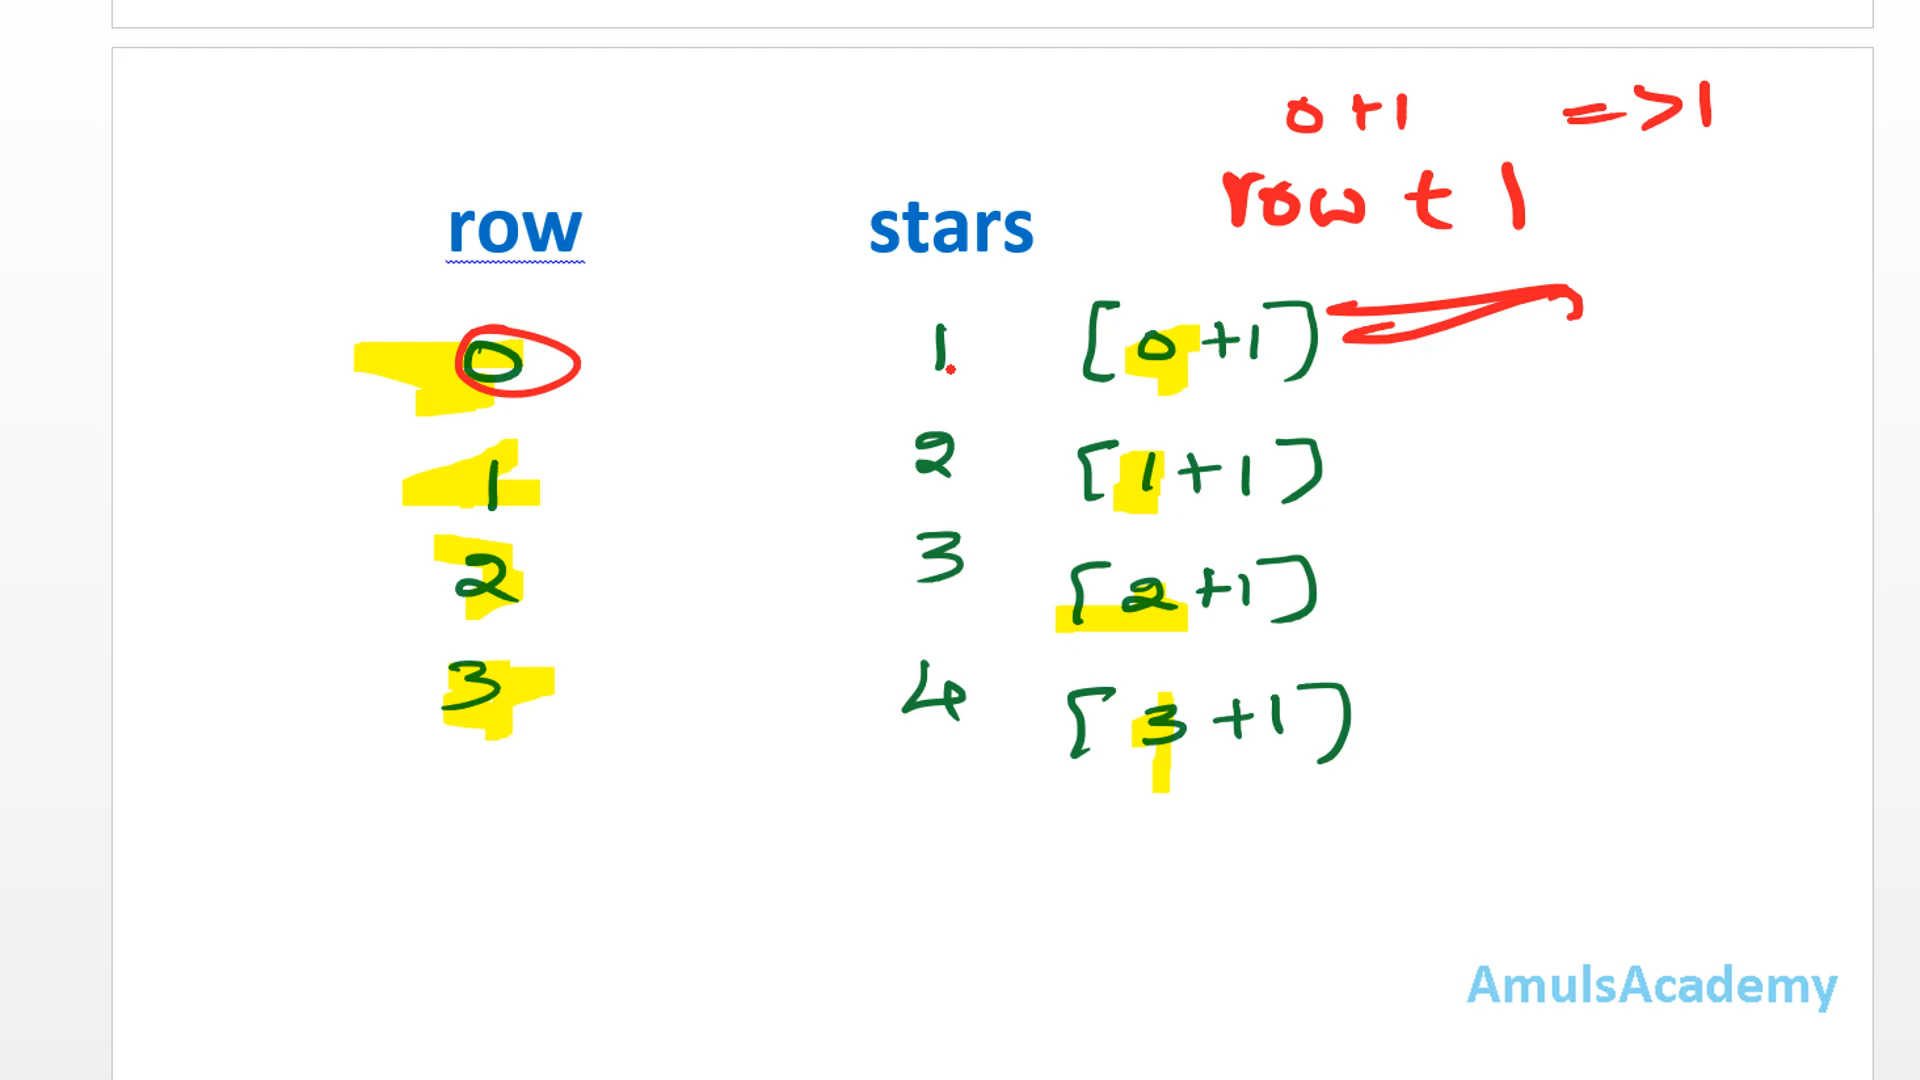 0 +1 => 1
row + 1
row stars
0 1 [0+1]
1 2 [1+1]
2 3 [2+1]
3 4 [3+1]
AmulsAcademy